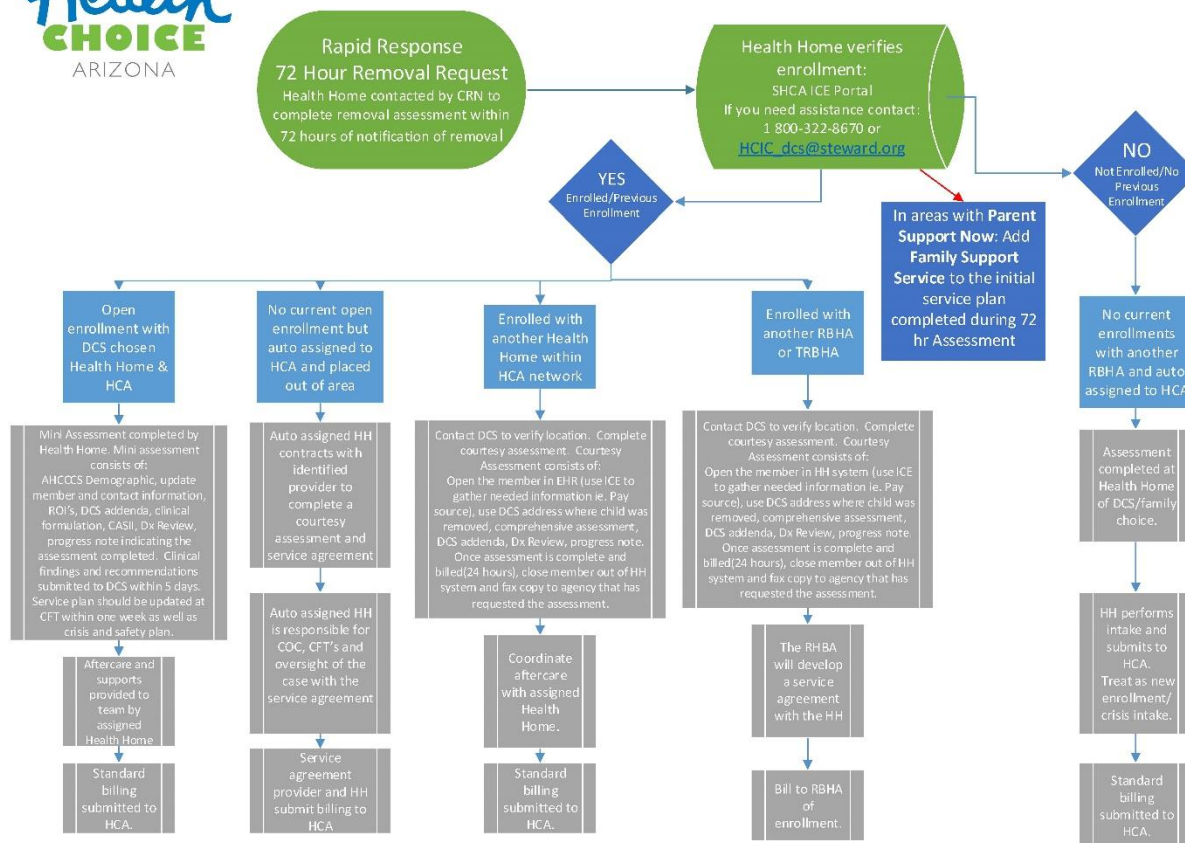 Health
CHOICE
ARIZONA
Rapid Response
72 Hour Removal Request
Health Home contacted by CRN to
complete removal assessment within
72 hours of notification of removal
Health Home verifies
enrollment:
SHCA ICE Portal
If you need assistance contact:
1 800-322-8670 or
HCIC_dcs@steward.org
YES
Enrolled/Previous
Enrollment
NO
Not Enrolled/No
Previous
Enrollment
In areas with Parent
Support Now: Add
Family Support
Service to the initial
service plan
completed during 72
hr Assessment
Open
enrollment with
DCS chosen
Health Home &
HCA
No current open
enrollment but
auto assigned to
HCA and placed
out of area
Enrolled with
another Health
Home within
HCA network
Enrolled with
another RBHA
or TRBHA
No current
enrollments
with another
RBHA and auto
assigned to HCA
Mini Assessment completed by
Health Home. Mini assessment
consists of:
AHCCCS Demographic, update
member and contact information,
ROI's, DCS addenda, clinical
formulation, CASII, Dx Review,
progress note indicating the
assessment completed. Clinical
findings and recommendations
submitted to DCS within 5 days.
Service plan should be updated at
CFT within one week as well as
crisis and safety plan.
Aftercare and
supports
provided to
team by
assigned
Health Home
Standard
billing
submitted to
HCA.
Auto assigned HH
contracts with
identified
provider to
complete a
courtesy
assessment and
service agreement
Auto assigned HH
is responsible for
COC, CFT's and
oversight of the
case with the
service agreement
Service
agreement
provider and HH
submit billing to
HCA
Contact DCS to verify location. Complete
courtesy assessment. Courtesy
Assessment consists of:
Open the member in EHR (use ICE to
gather needed information ie. Pay
source), use DCS address where child was
removed, comprehensive assessment,
DCS addenda, Dx Review, progress note.
Once assessment is complete and
billed(24 hours), close member out of HH
system and fax copy to agency that has
requested the assessment.
Coordinate
aftercare
with assigned
Health
Home.
Standard
billing
submitted to
HCA.
Contact DCS to verify location. Complete
courtesy assessment. Courtesy
Assessment consists of:
Open the member in HH system (use ICE
to gather needed information ie. Pay
source), use DCS address where child was
removed, comprehensive assessment,
DCS addenda, Dx Review, progress note.
Once assessment is complete and
billed(24 hours), close member out of HH
system and fax copy to agency that has
requested the assessment.
The RHBA
will develop
a service
agreement
with the HH
Bill to RBHA
of
enrollment.
Assessment
completed at
Health Home
of DCS/family
choice.
HH performs
intake and
submits to
HCA.
Treat as new
enrollment/
crisis intake.
Standard
billing
submitted to
HCA.